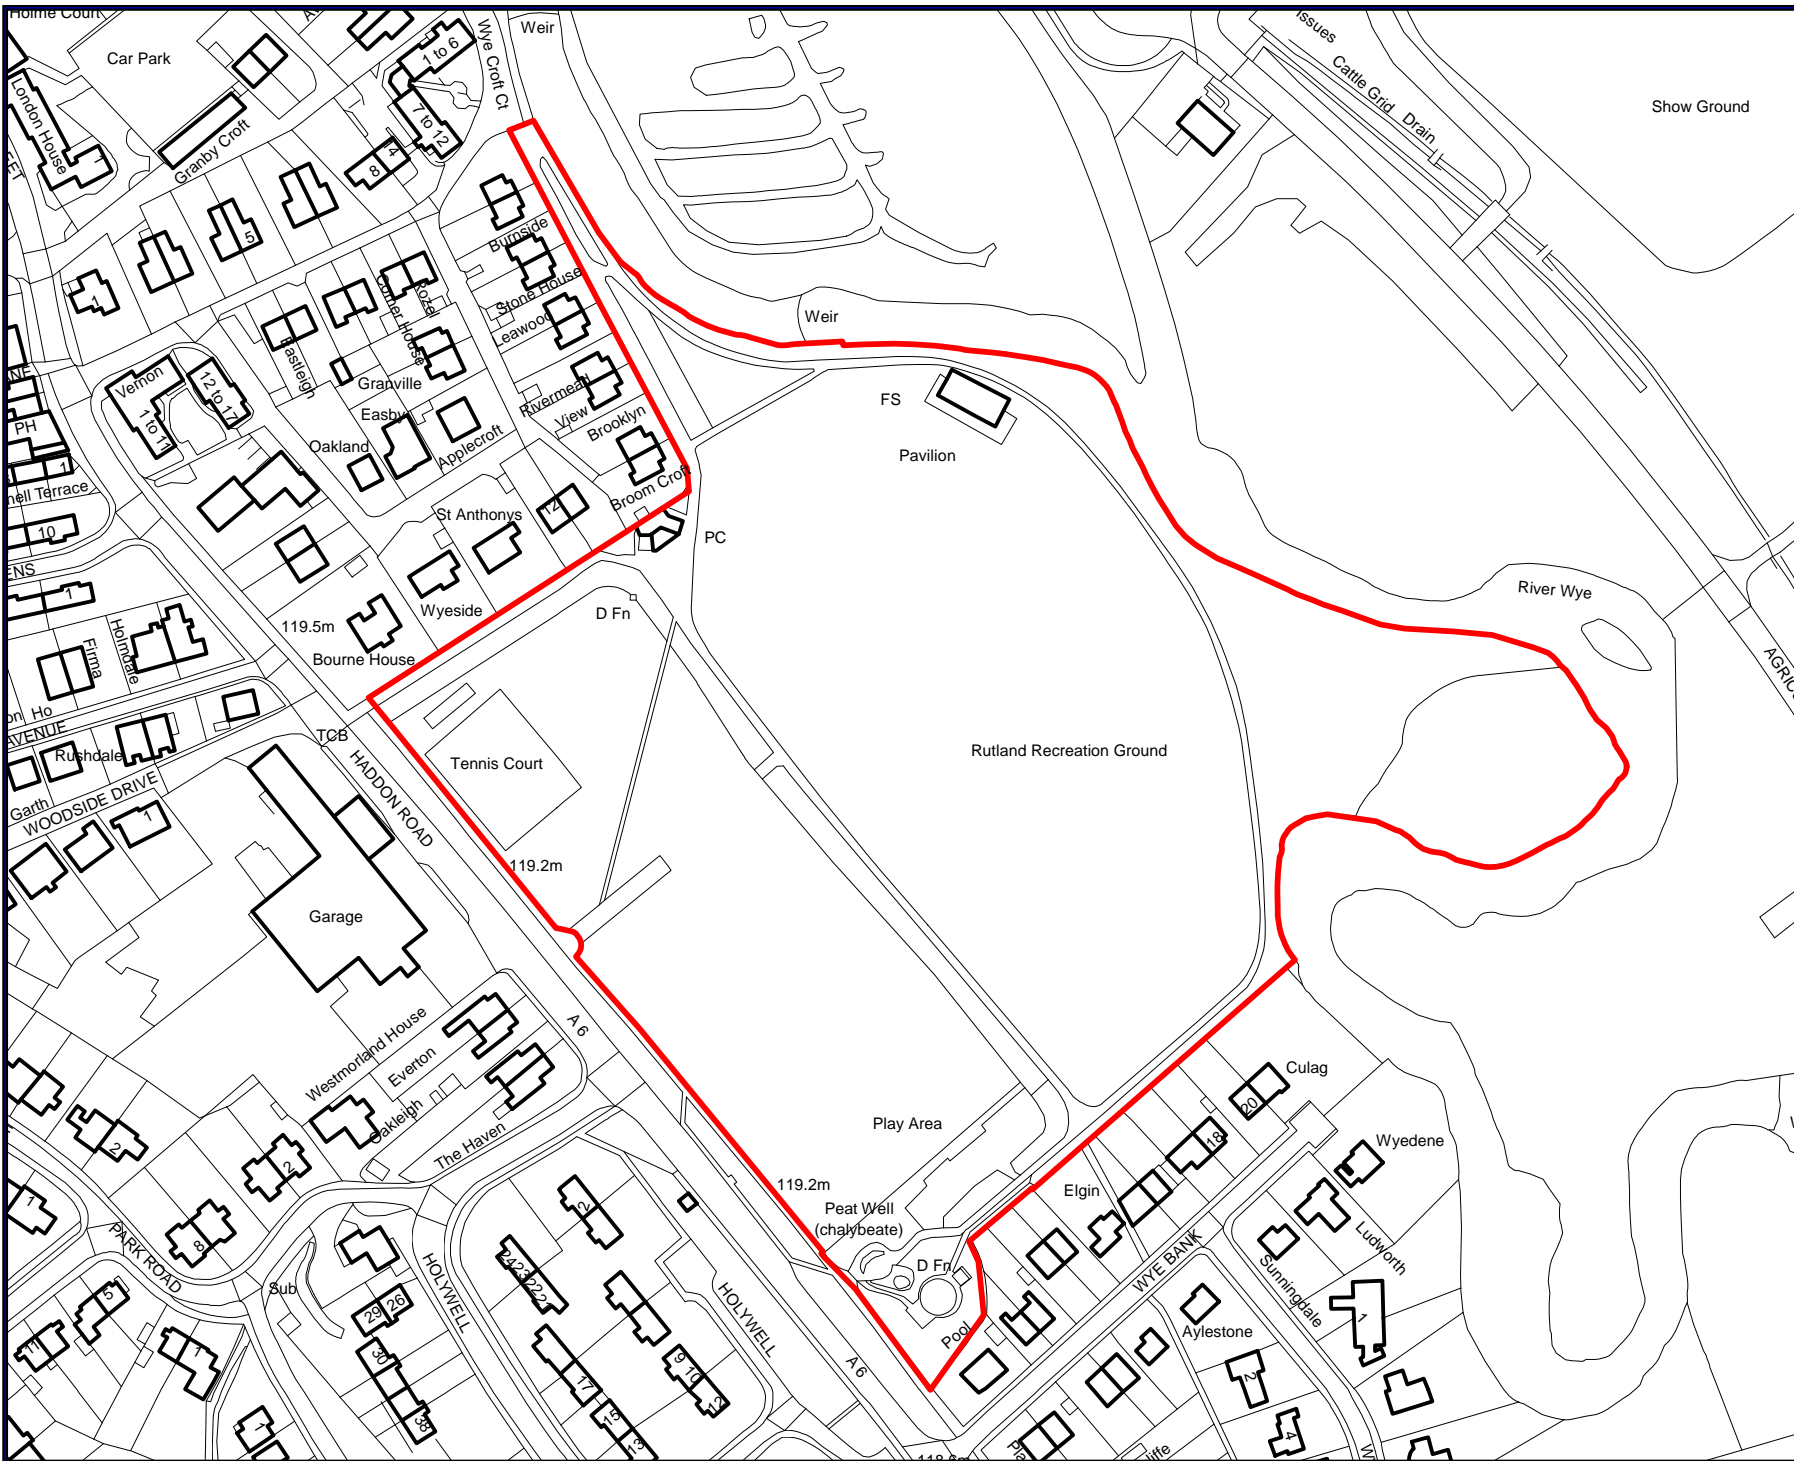 Holme Court
Car Park
Wye Croft Ct
Weir
1 to 6
7 to 12
London House
1
Granby Croft
14
8
Issues
Cattle Grid
Drain
Show Ground
Burnside
Stone House
Leawood
Rivermead
View
Brooklyn
Broom Croft
5
1
Corner House
Rozel
Eastleigh
Granville
Easby
Applecroft
Oakland
Vernon
1 to 11
12 to 17
PH
1
10
St Anthonys
12
Wyeside
Bourne House
119.5m
Weir
FS
Pavilion
PC
D Fn
River Wye
Rutland Recreation Ground
Tennis Court
TCB
HADDON ROAD
119.2m
1
Firma
Holmdale
AVENUE
Rushdale
Garth
WOODSIDE DRIVE
1
Garage
A 6
Westmorland House
Everton
Oakleigh
The Haven
2
2
8
1
PARK ROAD
5
11
1
1
Sub
29
26
30
38
HOLYWELL
2
24
23
22
21
17
15
13
9
10
12
HOLYWELL
A 6
119.2m
Play Area
Peat Well
(chalybeate)
D Fn
Pool
Elgin
18
20
Culag
Wyedene
Ludworth
Sunningdale
WYE BANK
Aylestone
1
2
4